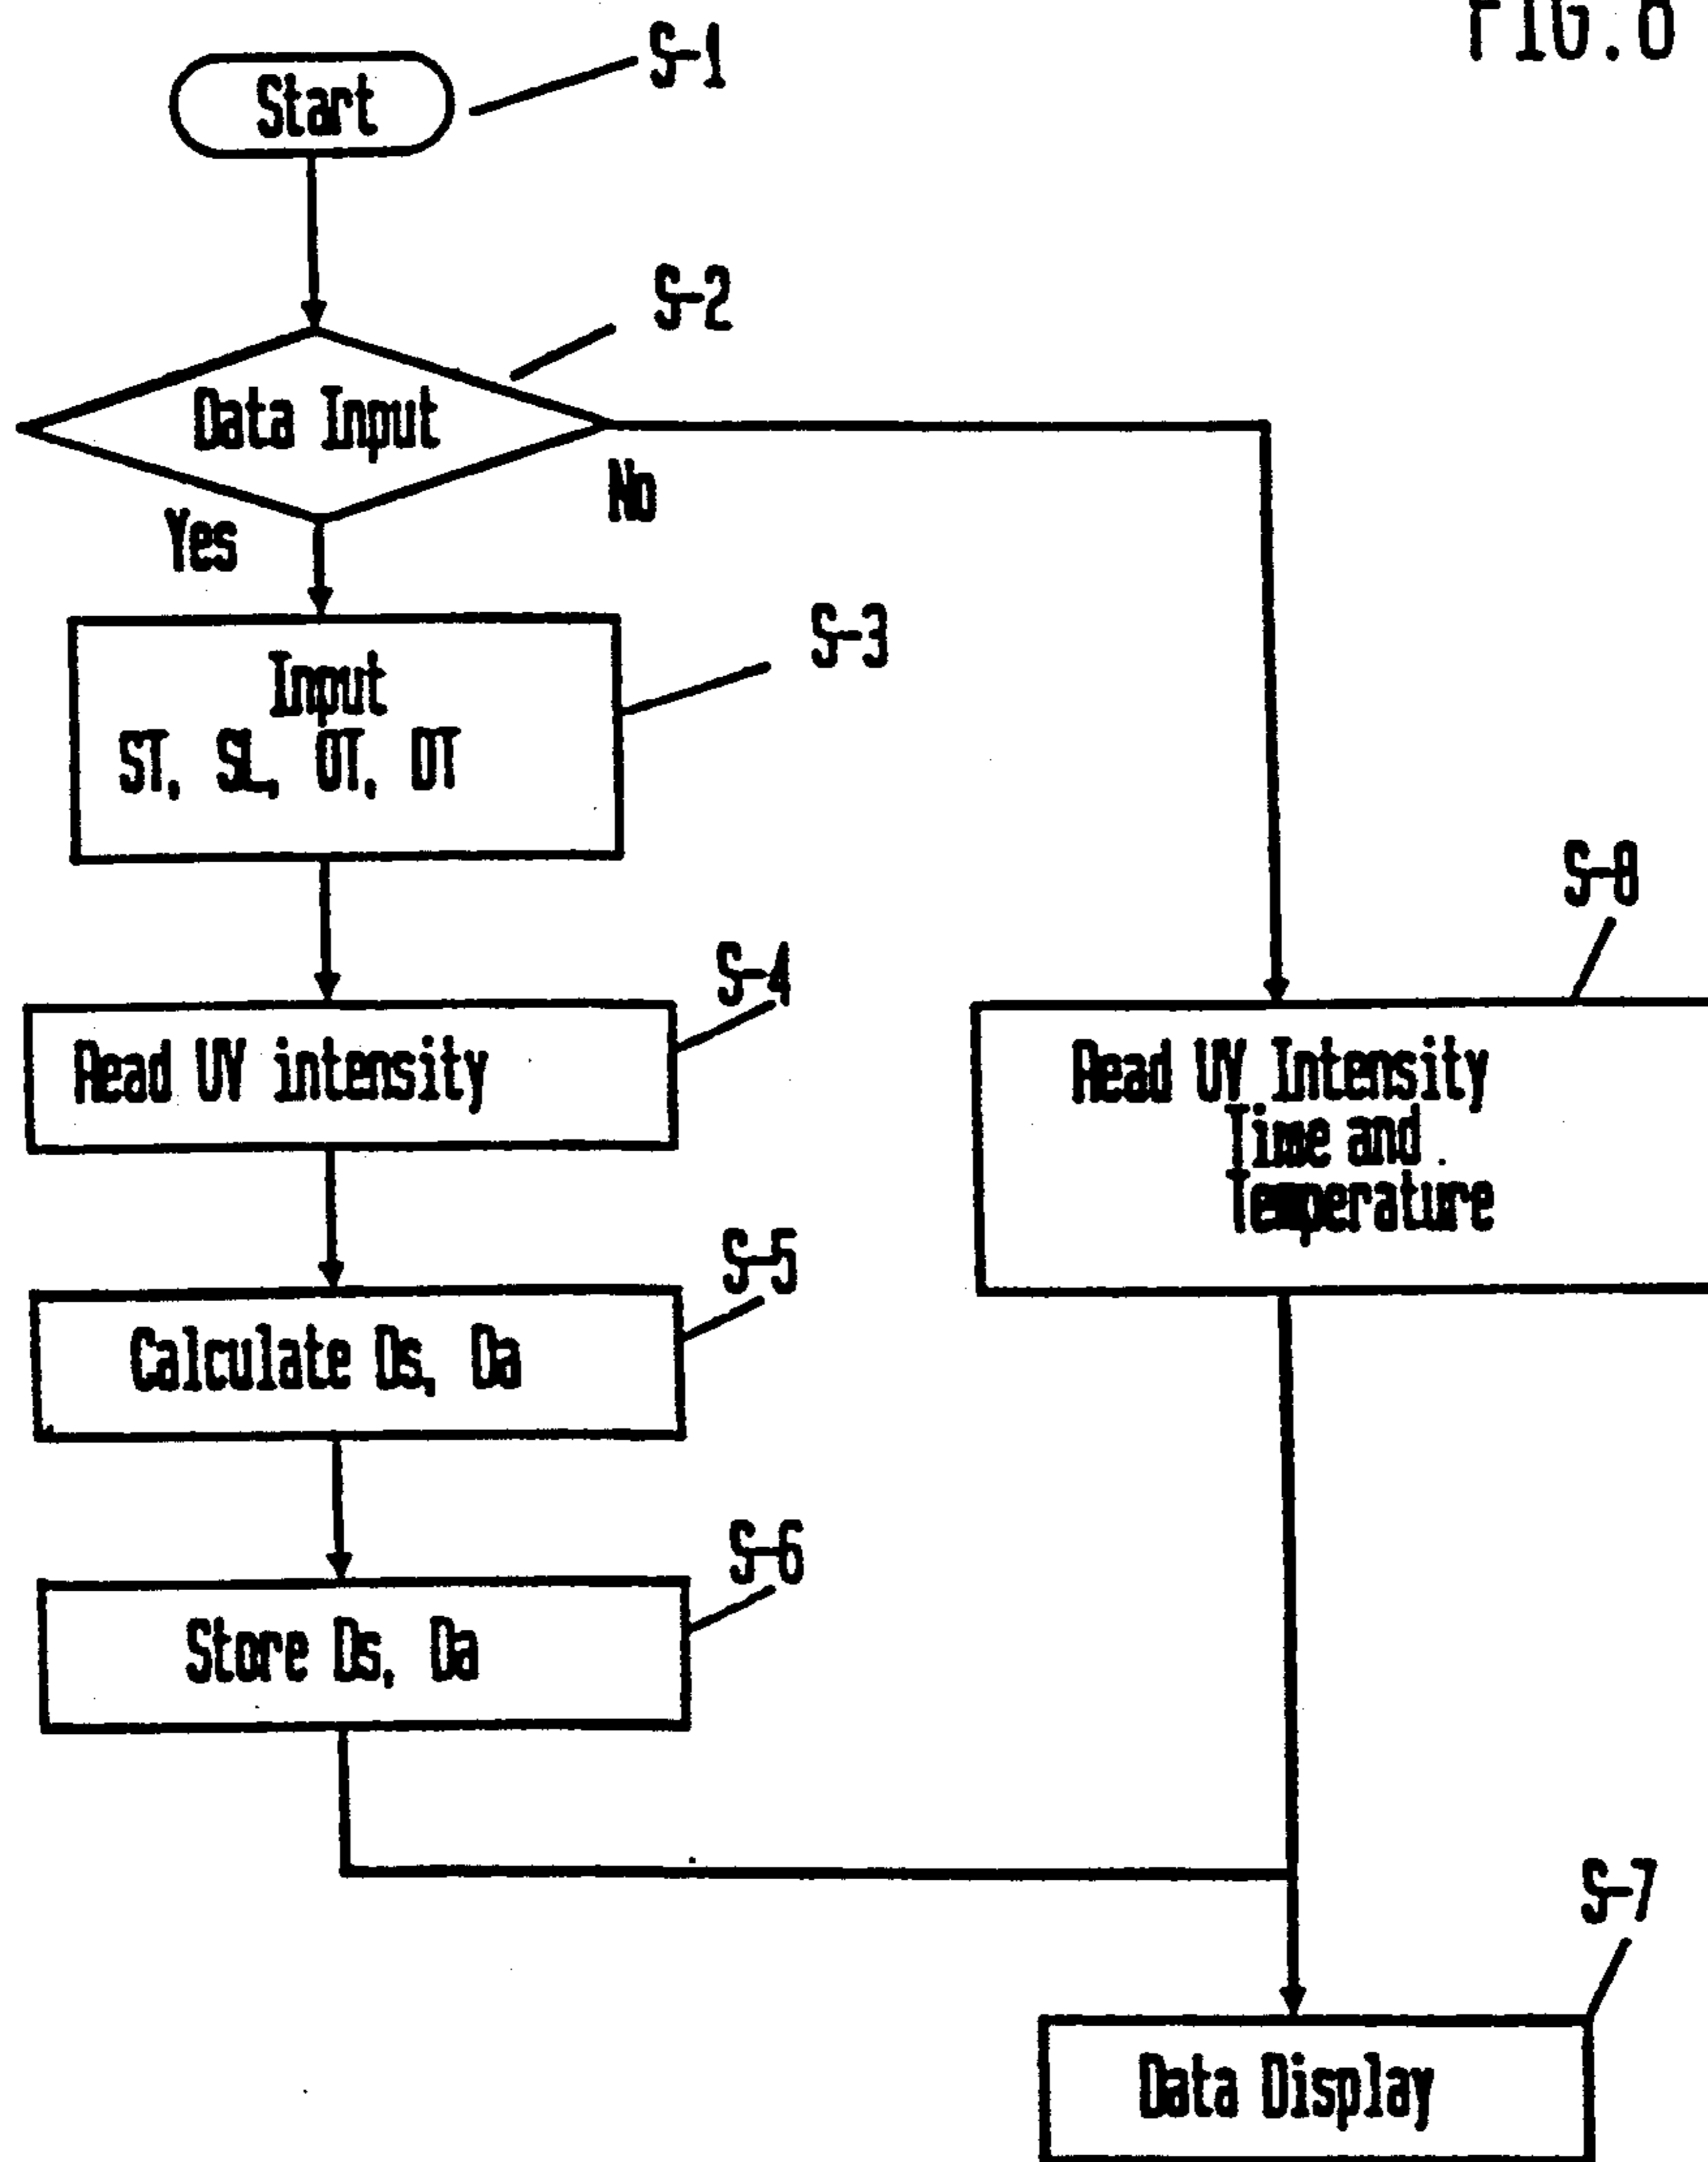 FIG.
S-1
Start
S-2
Data Input
No
Yes
S-3
Input
ST, SL, OT, DT
S-8
S-4
Read UV intensity
Read UV Intensity
Time and
Temperature
S-5
Calculate Ds, Da
S-6
Store Ds, Da
S-7
Data Display